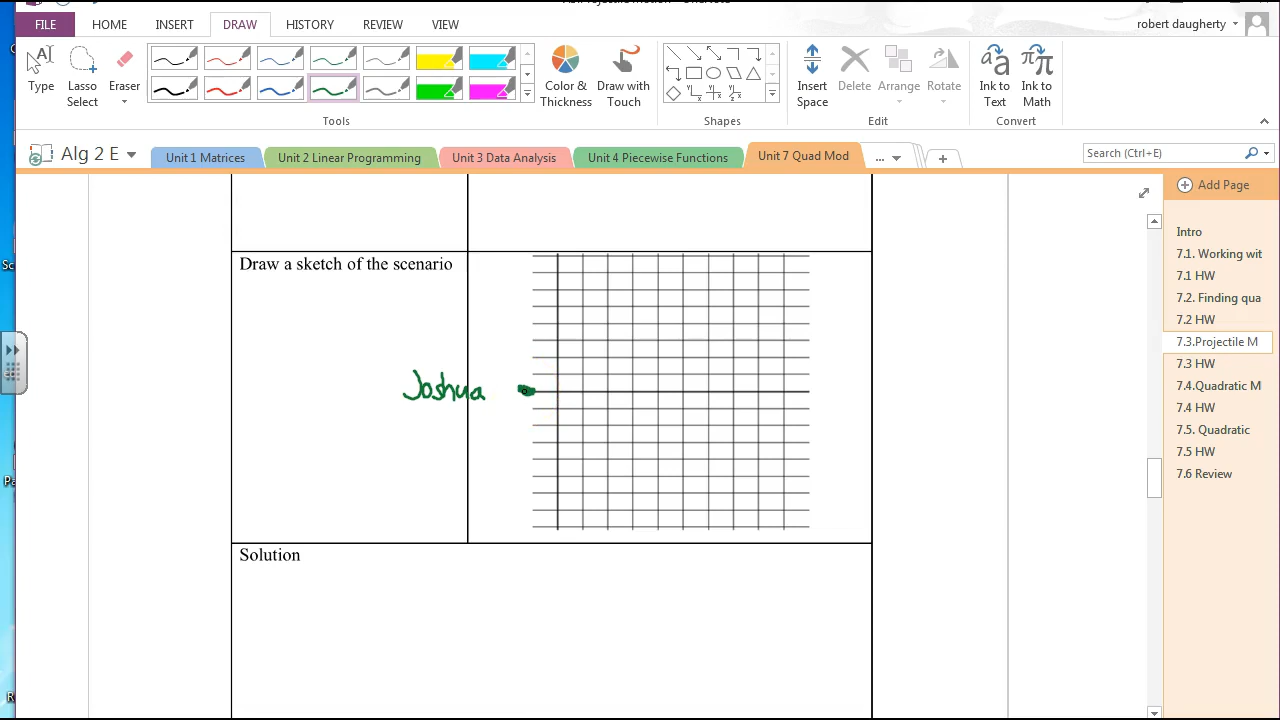 robert daugherty
FILE HOME INSERT DRAW HISTORY REVIEW VIEW
Type
Lasso Select
Eraser
Color & Thickness
Draw with Touch
Insert Space
Delete
Arrange
Rotate
Ink to Text
Ink to Math
Tools
Shapes
Edit
Convert
Alg 2 E
Unit 1 Matrices
Unit 2 Linear Programming
Unit 3 Data Analysis
Unit 4 Piecewise Functions
Unit 7 Quad Mod
...
Search (Ctrl+E)
Add Page
Intro
7.1. Working wit
7.1 HW
7.2. Finding qua
7.2 HW
7.3.Projectile M
7.3 HW
7.4.Quadratic M
7.4 HW
7.5. Quadratic
7.5 HW
7.6 Review
Draw a sketch of the scenario
Joshua
Solution